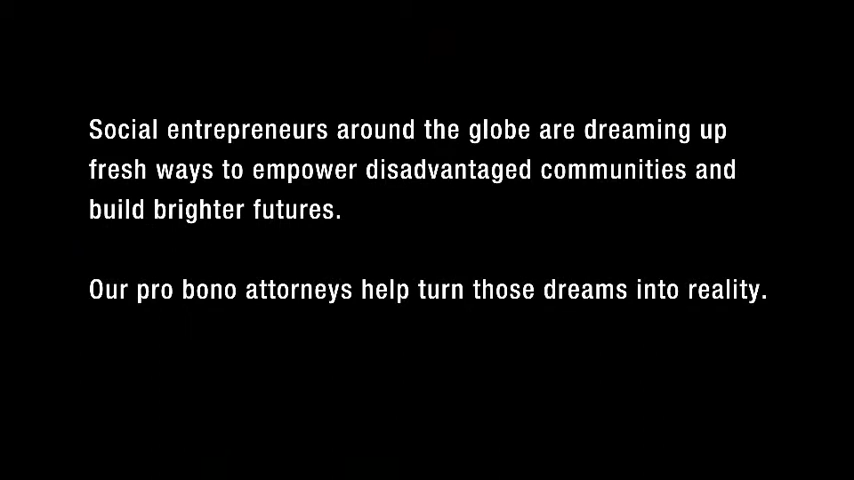 Social entrepreneurs around the globe are dreaming up
fresh ways to empower disadvantaged communities and
build brighter futures.
Our pro bono attorneys help turn those dreams into reality.